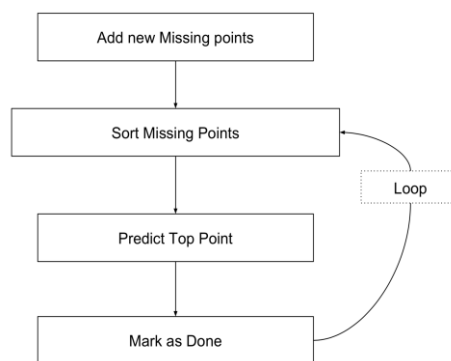 Add new Missing points
Sort Missing Points
Loop
Predict Top Point
Mark as Done